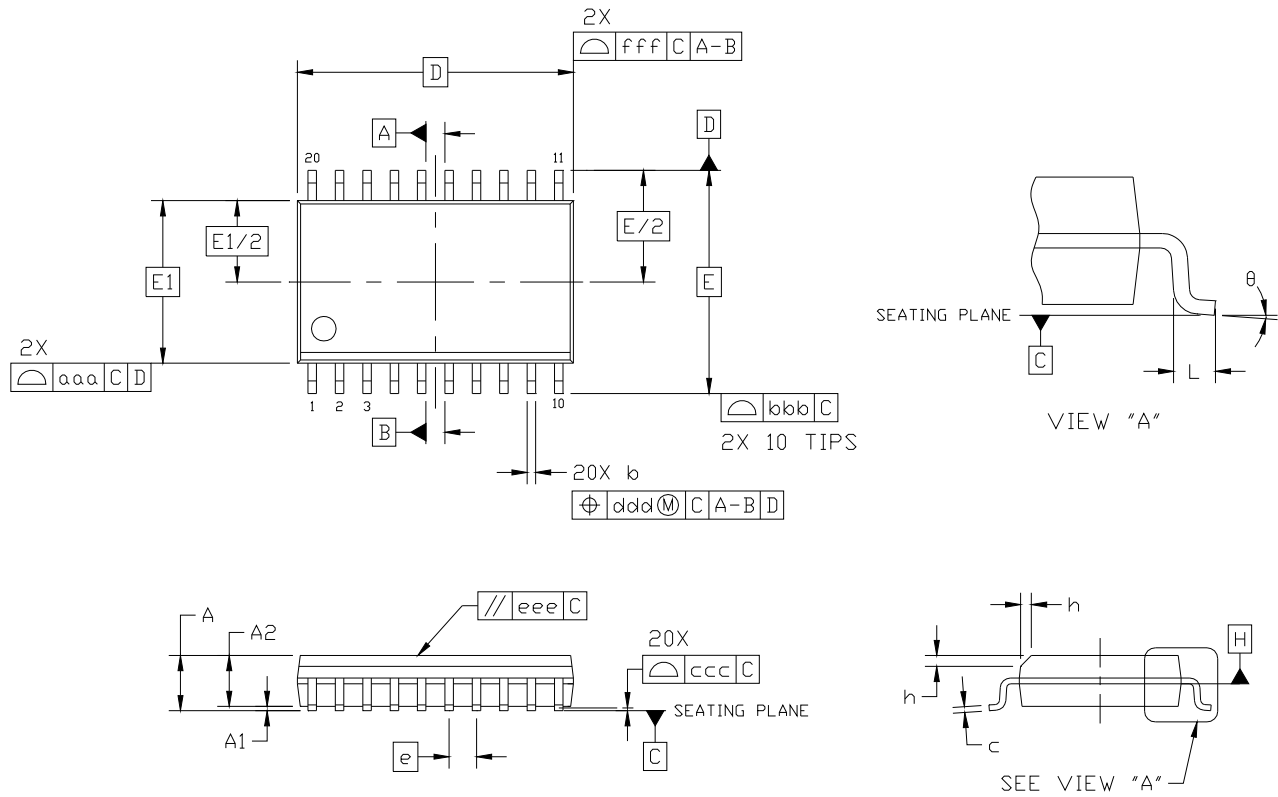 2X
fff C A-B
D
A
D
20 11
E1/2
E/2
E1
E
2X
aaa C D
1 2 3 10
B
bbb C
2X 10 TIPS
20X b
ddd Ⓜ C A-B D
θ
SEATING PLANE
C
L
VIEW "A"
// eee C
A
A2
20X
ccc C
SEATING PLANE
A1
e
C
h
H
h
c
SEE VIEW "A"